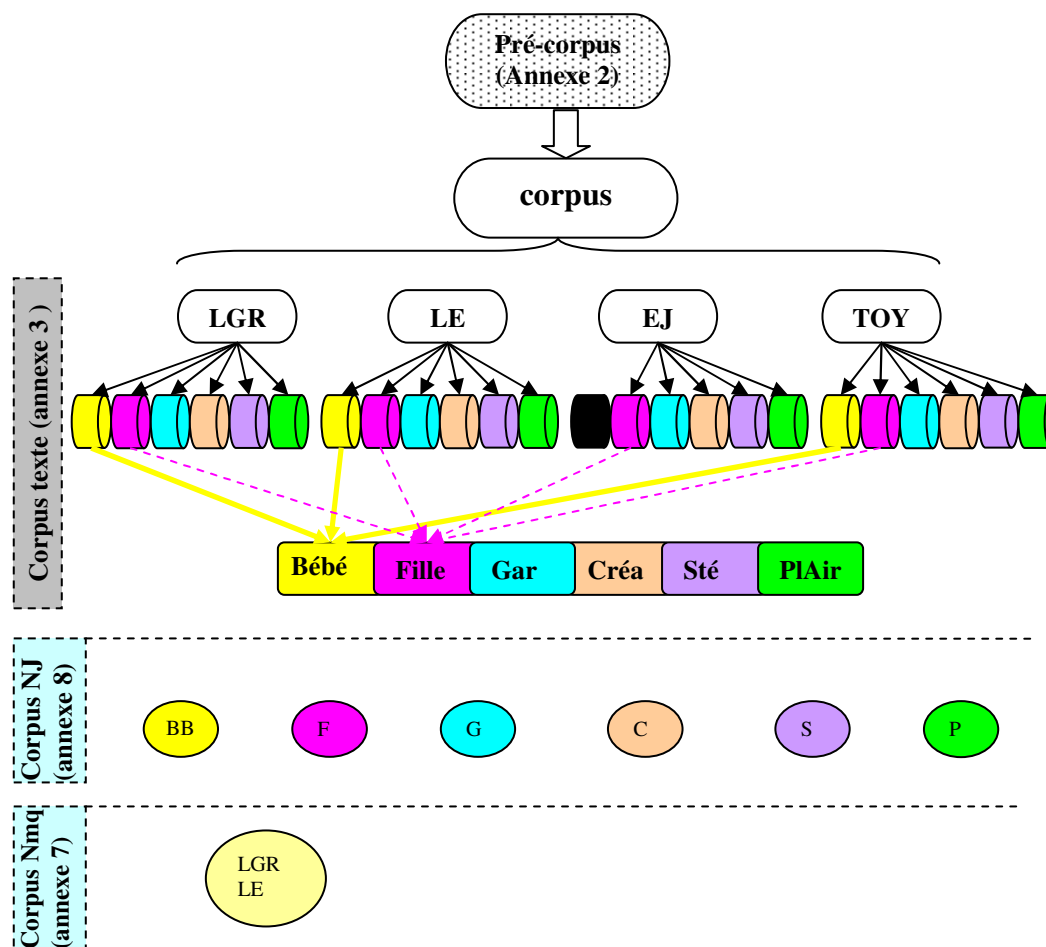 Pré-corpus
(Annexe 2)
corpus
Corpus texte (annexe 3 )
LGR
LE
EJ
TOY
Bébé
Fille
Gar
Créa
Sté
PlAir
Corpus NJ
(annexe 8)
BB
F
G
C
S
P
Corpus Nmq
(annexe 7)
LGR
LE